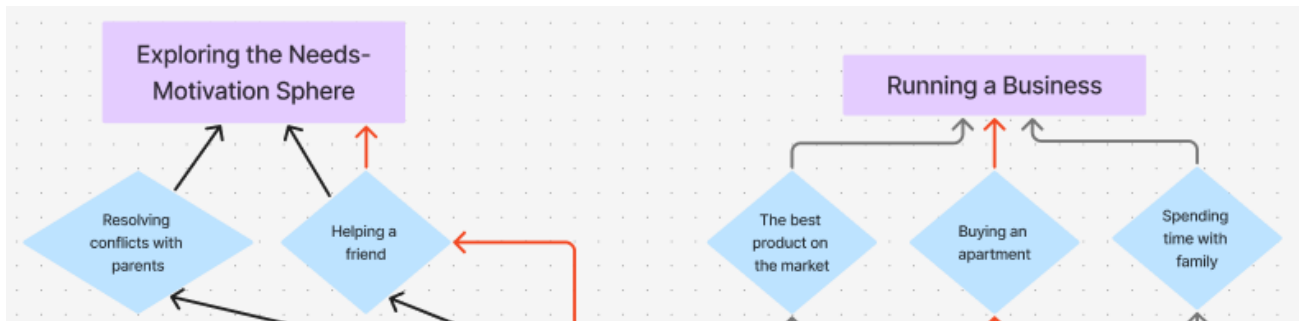 Exploring the Needs-
Motivation Sphere
Running a Business
Resolving
conflicts with
parents
Helping a
friend
The best
product on
the market
Buying an
apartment
Spending
time with
family